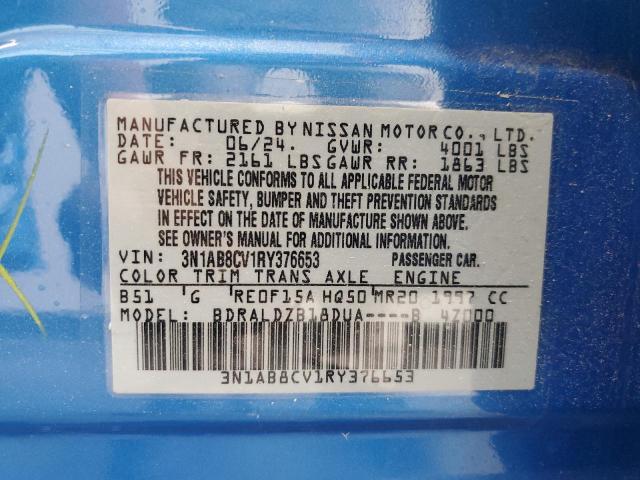 MANUFACTURED BY NISSAN MOTOR CO., LTD.
DATE: 06/24. GVWR: 4001 LBS
GAWR FR: 2161 LBS GAWR RR: 1863 LBS
THIS VEHICLE CONFORMS TO ALL APPLICABLE FEDERAL MOTOR
VEHICLE SAFETY, BUMPER AND THEFT PREVENTION STANDARDS
IN EFFECT ON THE DATE OF MANUFACTURE SHOWN ABOVE.
SEE OWNER'S MANUAL FOR ADDITIONAL INFORMATION.
VIN: 3N1AB8CV1RY376653 PASSENGER CAR.
COLOR TRIM TRANS AXLE ENGINE
B51 G RE0F15A HQ50 MR20 1997 CC
MODEL: BDRALDZB18DUA----B 4Z000
3N1AB8CV1RY376653